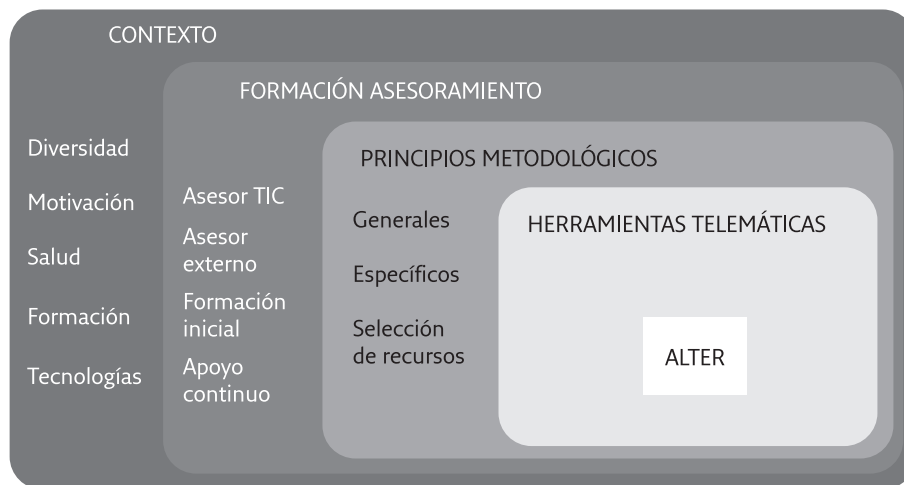 CONTEXTO
FORMACIÓN ASESORAMIENTO
PRINCIPIOS METODOLÓGICOS
HERRAMIENTAS TELEMÁTICAS
Diversidad
Motivación
Salud
Formación
Tecnologías
Asesor TIC
Asesor
externo
Formación
inicial
Apoyo
continuo
Generales
Específicos
Selección
de recursos
ALTER